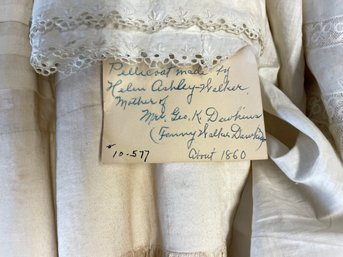 Petticoat made by
Helen Ashley-Walker,
Mother of
Mrs. Geo. K. Dawkins
(Fanny Walker Dawkins)
About 1860
10-577